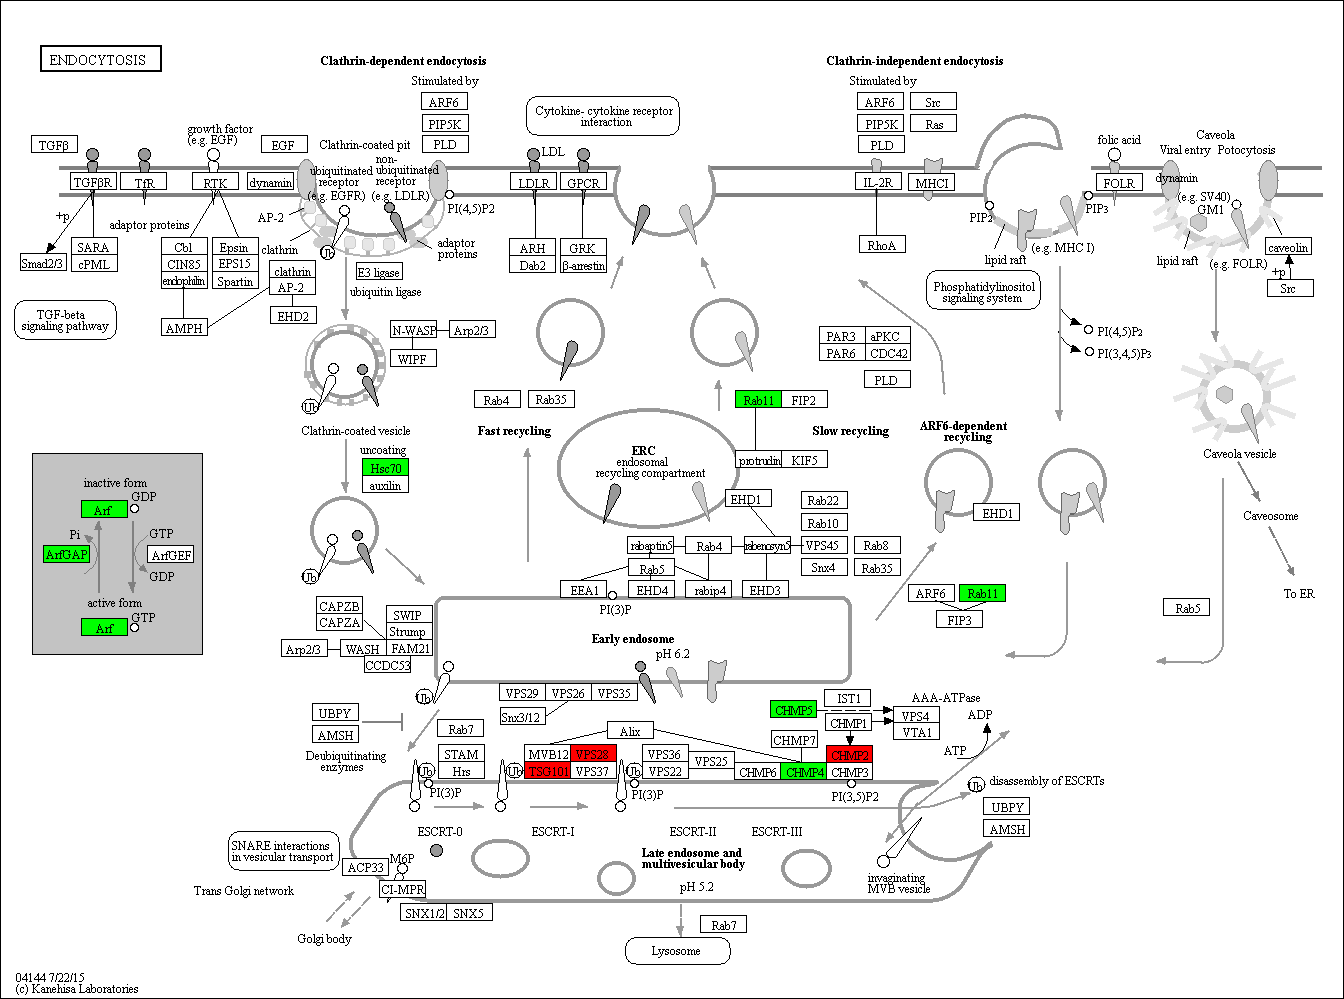 ENDOCYTOSIS
Clathrin-dependent endocytosis
Stimulated by
ARF6
PIP5K
PLD
Cytokine- cytokine receptor
interaction
Clathrin-independent endocytosis
Stimulated by
ARF6
Src
PIP5K
Ras
PLD
TGFβ
growth factor
(e.g. EGF)
EGF
Clathrin-coated pit
non-
ubiquitinated
receptor
(e.g. LDLR)
ubiquitinated
receptor
(e.g. EGFR)
LDL
folic acid
Caveola
Viral entry
Potocytosis
TGFβR
TfR
RTK
dynamin
LDLR
GPCR
IL-2R
MHCI
FOLR
dynamin
(e.g. SV40)
GM1
PI(4,5)P2
PIP2
PIP3
+p
adaptor proteins
AP-2
clathrin
adaptor
proteins
Ub
Smad2/3
SARA
cPML
Cbl
CIN85
endophilin
Epsin
EPS15
Spartin
clathrin
AP-2
EHD2
AMPH
E3 ligase
ubiquitin ligase
ARH
Dab2
GRK
β-arrestin
RhoA
lipid raft
(e.g. MHC I)
lipid raft
(e.g. FOLR)
caveolin
+p
Src
TGF-beta
signaling pathway
Phosphatidylinositol
signaling system
N-WASP
Arp2/3
WIPF
PAR3
aPKC
PAR6
CDC42
PLD
PI(4,5)P2
PI(3,4,5)P3
Ub
Rab4
Rab35
Rab11
FIP2
Clathrin-coated vesicle
uncoating
Hsc70
auxilin
Fast recycling
ERC
endosomal
recycling compartment
Slow recycling
protrudin
KIF5
ARF6-dependent
recycling
Caveola vesicle
Caveosome
To ER
inactive form
Arf
GDP
Pi
GTP
ArfGAP
ArfGEF
GDP
active form
Arf
GTP
Ub
EHD1
Rab22
Rab10
EHD1
rabaptin5
Rab4
rabenosyn5
VPS45
Rab8
Rab5
Snx4
Rab35
EEA1
EHD4
rabip4
EHD3
PI(3)P
ARF6
Rab11
FIP3
Rab5
CAPZB
CAPZA
SWIP
Strump
Arp2/3
WASH
FAM21
CCDC53
Early endosome
pH 6.2
Ub
VPS29
VPS26
VPS35
Snx3/12
UBPY
AMSH
Deubiquitinating
enzymes
Rab7
Alix
CHMP5
IST1
CHMP1
AAA-ATPase
VPS4
VTA1
ADP
ATP
STAM
Hrs
MVB12
VPS28
TSG101
VPS37
VPS36
VPS22
VPS25
CHMP7
CHMP6
CHMP4
CHMP2
CHMP3
Ub
Ub
Ub
PI(3)P
PI(3)P
PI(3,5)P2
Ub
disassembly of ESCRTs
UBPY
AMSH
ESCRT-0
ESCRT-I
ESCRT-II
ESCRT-III
SNARE interactions
in vesicular transport
Late endosome and
multivesicular body
pH 5.2
ACP33
M6P
CI-MPR
invaginating
MVB vesicle
Trans Golgi network
SNX1/2
SNX5
Golgi body
Rab7
Lysosome
04144 7/22/15
(c) Kanehisa Laboratories